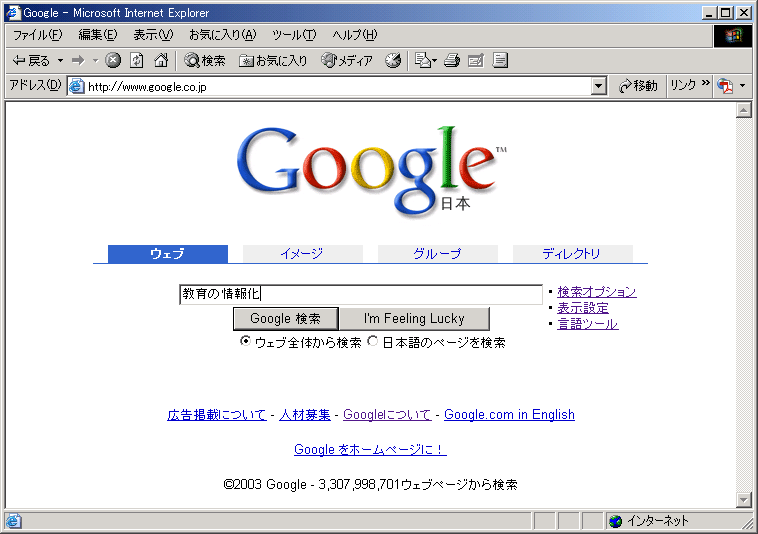 Google - Microsoft Internet Explorer
ファイル(F) 編集(E) 表示(V) お気に入り(A) ツール(T) ヘルプ(H)
戻る 検索 お気に入り メディア
アドレス(D) http://www.google.co.jp 移動 リンク »
Google™
日本
ウェブ イメージ グループ ディレクトリ
教育の情報化
・検索オプション
・表示設定
・言語ツール
Google 検索 I'm Feeling Lucky
ウェブ全体から検索 日本語のページを検索
広告掲載について - 人材募集 - Googleについて - Google.com in English
Google をホームページに！
©2003 Google - 3,307,998,701ウェブページから検索
インターネット